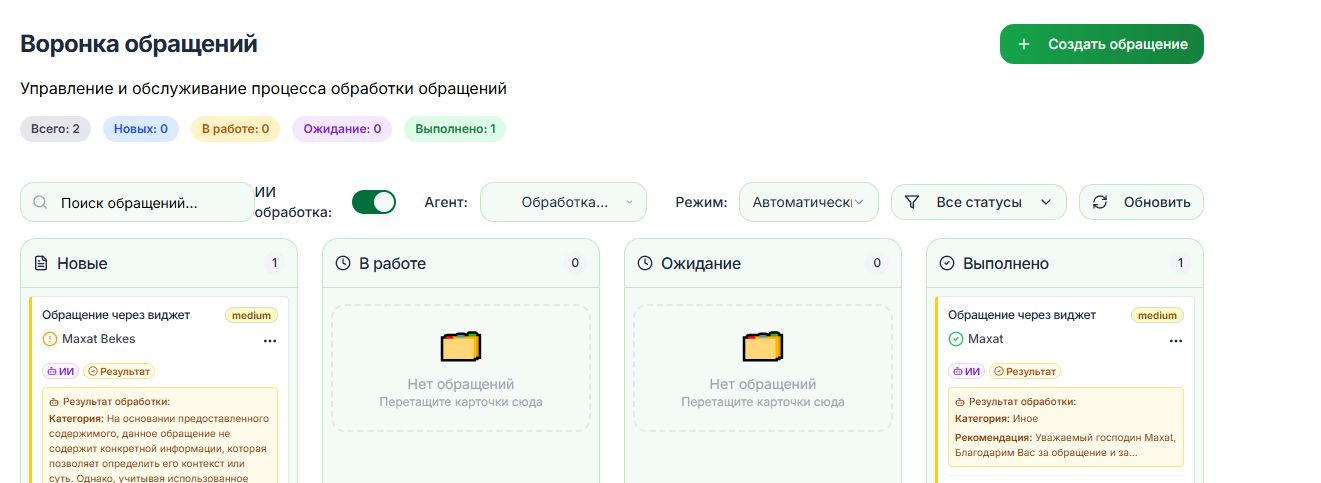 Воронка обращений
+ Создать обращение
Управление и обслуживание процесса обработки обращений
Всего: 2 Новых: 0 В работе: 0 Ожидание: 0 Выполнено: 1
Поиск обращений...
ИИ
обработка:
Агент: Обработка...
Режим: Автоматическ
Все статусы
Обновить
Новые 1
Обращение через виджет medium
Maxat Bekes ...
ИИ Результат
Результат обработки:
Категория: На основании предоставленного
содержимого, данное обращение не
содержит конкретной информации, которая
позволяет определить его контекст или
суть. Однако, учитывая использованное
В работе 0
Нет обращений
Перетащите карточки сюда
Ожидание 0
Нет обращений
Перетащите карточки сюда
Выполнено 1
Обращение через виджет medium
Maxat ...
ИИ Результат
Результат обработки:
Категория: Иное
Рекомендация: Уважаемый господин Maxat,
Благодарим Вас за обращение и за...